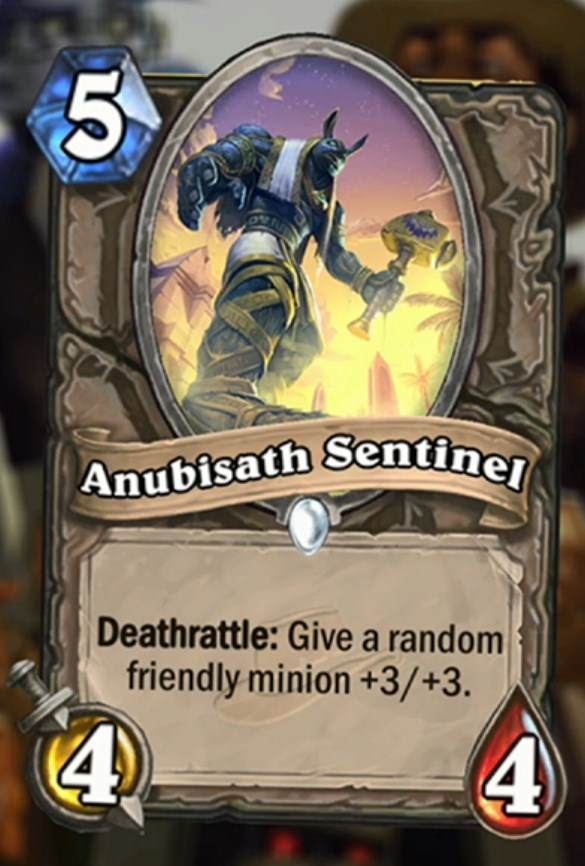 5
Anubisath Sentinel
Deathrattle: Give a random
friendly minion +3/+3.
4
4